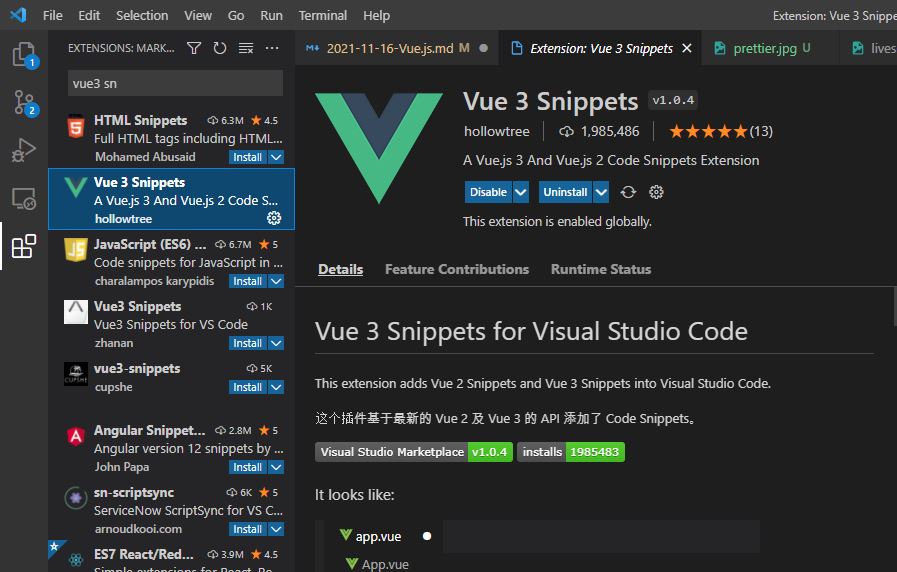 File Edit Selection View Go Run Terminal Help Extension: Vue 3 Snippe
EXTENSIONS: MARK...
2021-11-16-Vue.js.md M
Extension: Vue 3 Snippets
prettier.jpg U
lives
1
2
vue3 sn
HTML Snippets 6.3M 4.5
Full HTML tags including HTML...
Mohamed Abusaid Install
Vue 3 Snippets
A Vue.js 3 And Vue.js 2 Code S...
hollowtree
JavaScript (ES6) ... 6.7M 5
Code snippets for JavaScript in ...
charalampos karypidis Install
Vue3 Snippets 1K
Vue3 Snippets for VS Code
zhanan Install
vue3-snippets 5K
CUPSHE
cupshe Install
Angular Snippet... 2.8M 5
Angular version 12 snippets by ...
John Papa Install
sn-scriptsync 6K 5
ServiceNow ScriptSync for VS C...
arnoudkooi.com Install
ES7 React/Red... 3.9M 4.5
Simple extensions for React, Re
Vue 3 Snippets v1.0.4
hollowtree 1,985,486 (13)
A Vue.js 3 And Vue.js 2 Code Snippets Extension
Disable Uninstall
This extension is enabled globally.
Details Feature Contributions Runtime Status
Vue 3 Snippets for Visual Studio Code
This extension adds Vue 2 Snippets and Vue 3 Snippets into Visual Studio Code.
这个插件基于最新的 Vue 2 及 Vue 3 的 API 添加了 Code Snippets。
Visual Studio Marketplace v1.0.4 installs 1985483
It looks like:
app.vue
App.vue